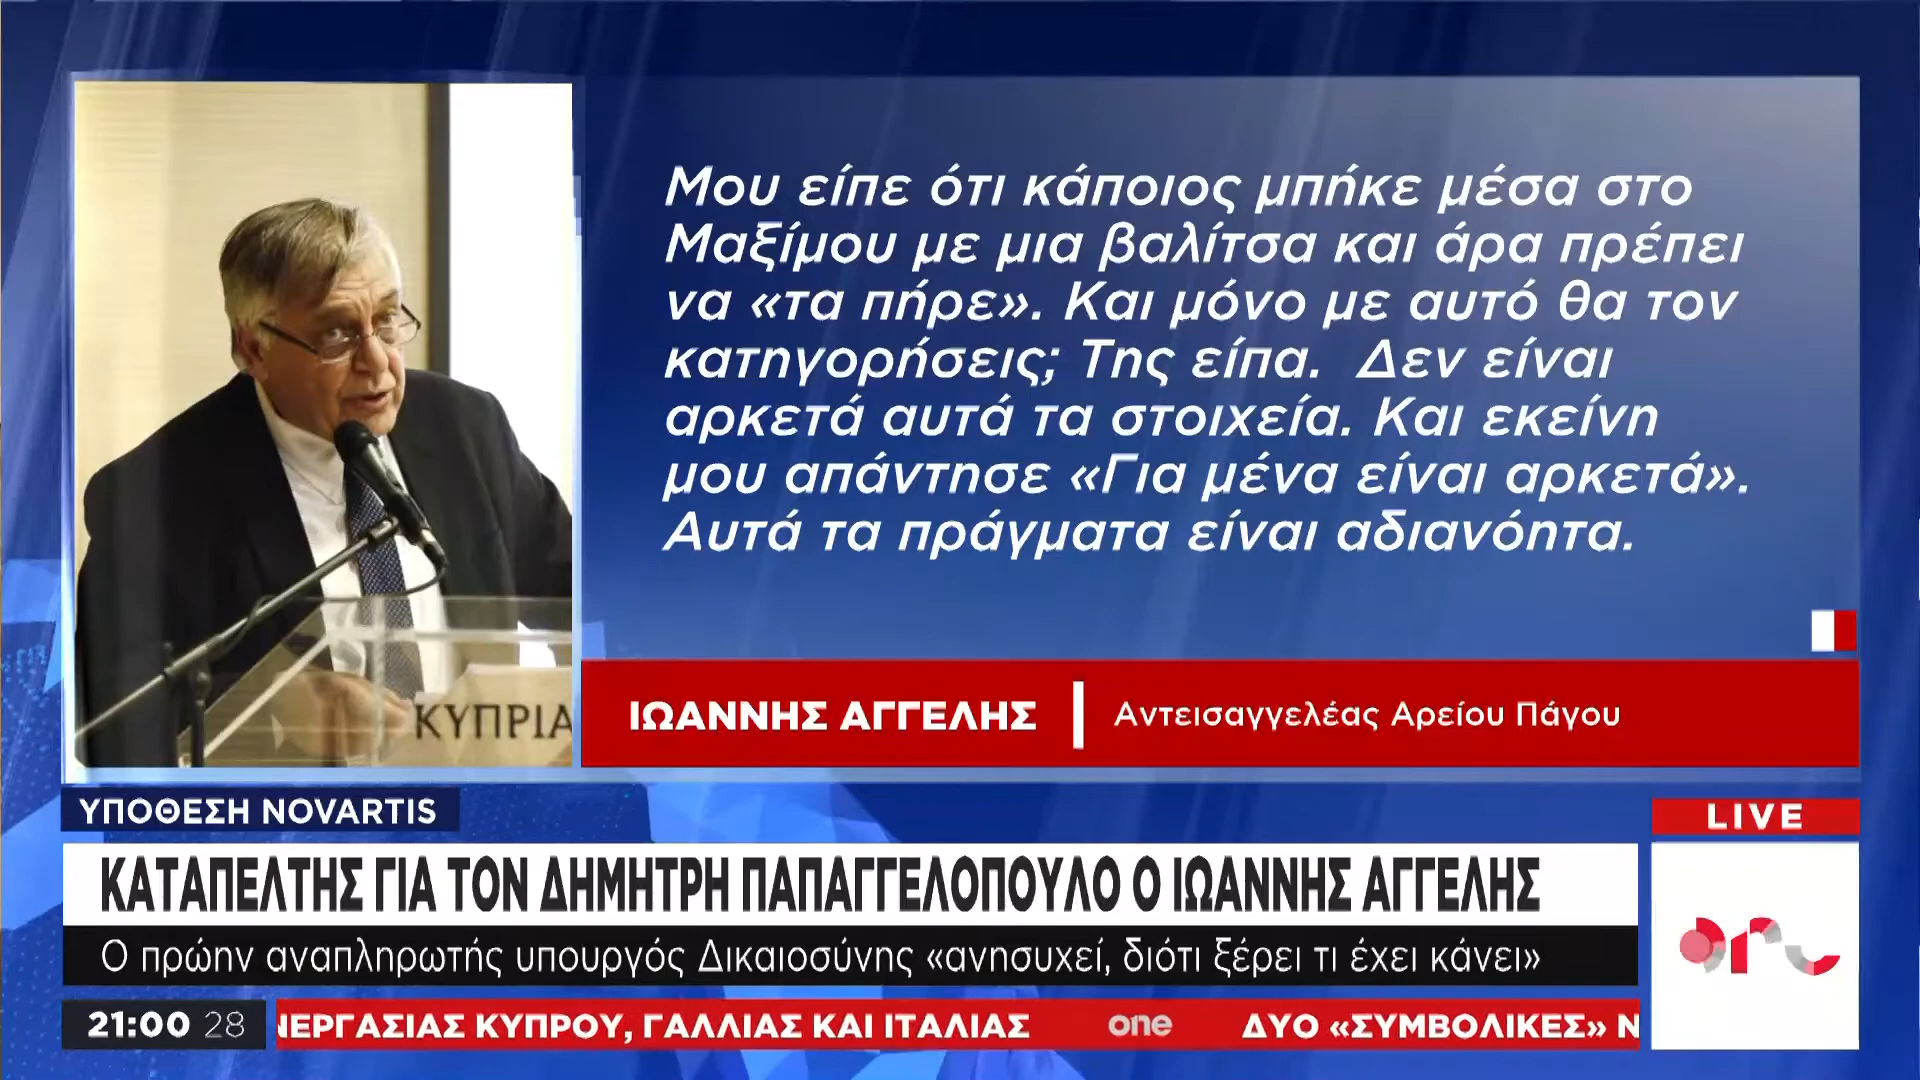 Μου είπε ότι κάποιος μπήκε μέσα στο
Μαξίμου με μια βαλίτσα και άρα πρέπει
να «τα πήρε». Και μόνο με αυτό θα τον
κατηγορήσεις; Της είπα. Δεν είναι
αρκετά αυτά τα στοιχεία. Και εκείνη
μου απάντησε «Για μένα είναι αρκετά».
Αυτά τα πράγματα είναι αδιανόητα.
ΚΥΠΡΙΑ
ΙΩΑΝΝΗΣ ΑΓΓΕΛΗΣ
Αντεισαγγελέας Αρείου Πάγου
ΥΠΟΘΕΣΗ NOVARTIS
LIVE
ΚΑΤΑΠΕΛΤΗΣ ΓΙΑ ΤΟΝ ΔΗΜΗΤΡΗ ΠΑΠΑΓΓΕΛΟΠΟΥΛΟ Ο ΙΩΑΝΝΗΣ ΑΓΓΕΛΗΣ
Ο πρώην αναπληρωτής υπουργός Δικαιοσύνης «ανησυχεί, διότι ξέρει τι έχει κάνει»
21:00 28
ΝΕΡΓΑΣΙΑΣ ΚΥΠΡΟΥ, ΓΑΛΛΙΑΣ ΚΑΙ ΙΤΑΛΙΑΣ one ΔΥΟ «ΣΥΜΒΟΛΙΚΕΣ» Ν